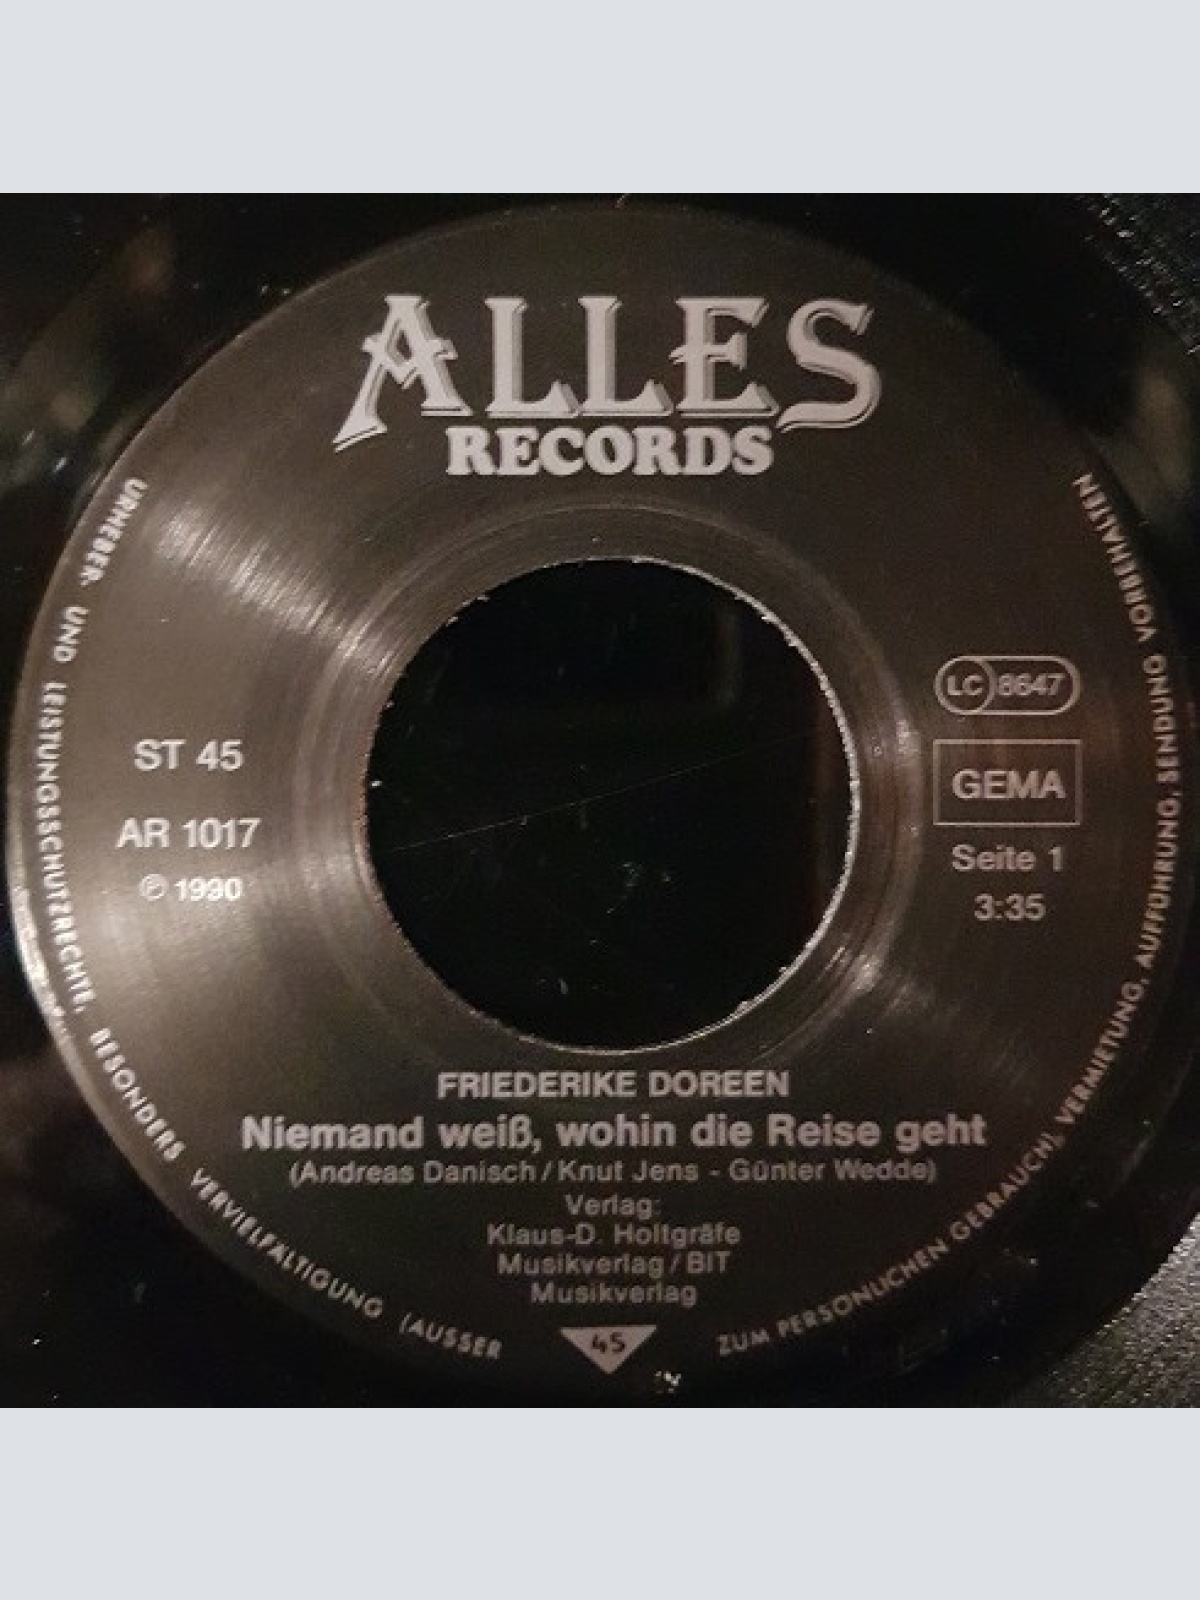 ALLES
RECORDS
LC 8647
GEMA
Seite 1
3:35
ST 45
AR 1017
℗ 1990
FRIEDERIKE DOREEN
Niemand weiß, wohin die Reise geht
(Andreas Danisch / Knut Jens - Günter Wedde)
Verlag:
Klaus-D. Holtgräfe
Musikverlag / BIT
Musikverlag
45
URHEBER- UND LEISTUNGSSCHUTZRECHTE, BESONDERS VERVIELFÄLTIGUNG (AUSSER ZUM PERSÖNLICHEN GEBRAUCH), VERMIETUNG, AUFFÜHRUNG, SENDUNG VORBEHALTEN